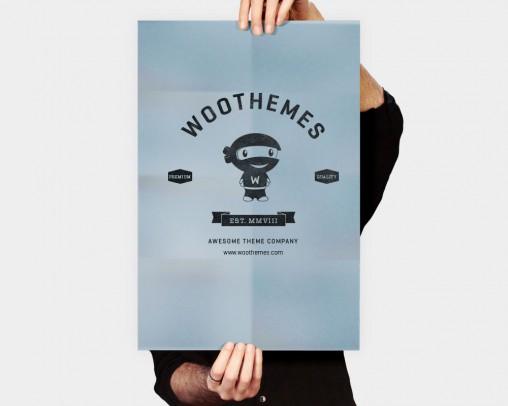 WOOTHEMES
W
PREMIUM
QUALITY
EST. MMVIII
AWESOME THEME COMPANY
www.woothemes.com